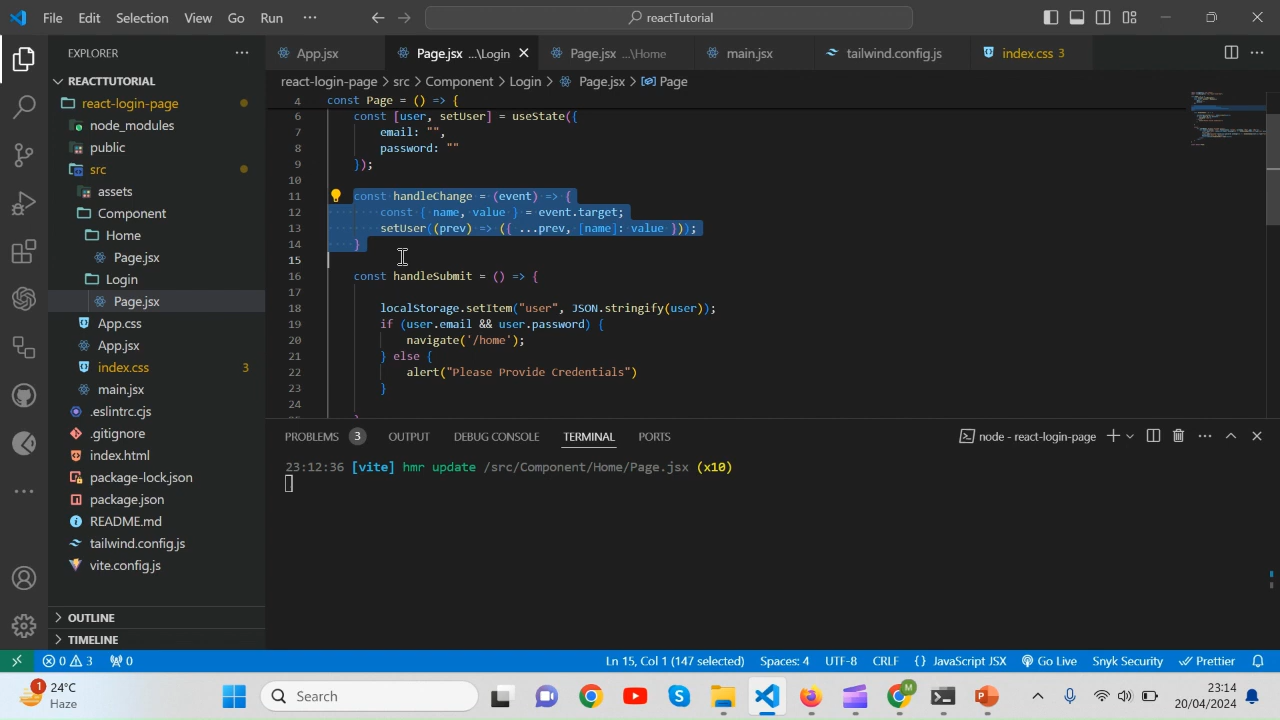 File Edit Selection View Go Run ··· reactTutorial
EXPLORER ···
App.jsx Page.jsx ...\Login Page.jsx ...\Home main.jsx tailwind.config.js index.css 3 ···
REACTTUTORIAL
react-login-page > src > Component > Login > Page.jsx > Page
react-login-page
node_modules
public
src
assets
Component
Home
Page.jsx
Login
Page.jsx
App.css
App.jsx
index.css 3
main.jsx
.eslintrc.cjs
.gitignore
index.html
package-lock.json
package.json
README.md
tailwind.config.js
vite.config.js
OUTLINE
TIMELINE
4 const Page = () => {
6 const [user, setUser] = useState({
7 email: "",
8 password: ""
9 });
10
11 const handleChange = (event) => {
12 const { name, value } = event.target;
13 setUser((prev) => ({ ...prev, [name]: value }));
14 }
15
16 const handleSubmit = () => {
17
18 localStorage.setItem("user", JSON.stringify(user));
19 if (user.email && user.password) {
20 navigate('/home');
21 } else {
22 alert("Please Provide Credentials")
23 }
24
PROBLEMS 3 OUTPUT DEBUG CONSOLE TERMINAL PORTS node - react-login-page
23:12:36 [vite] hmr update /src/Component/Home/Page.jsx (x10)
0 3 0 Ln 15, Col 1 (147 selected) Spaces: 4 UTF-8 CRLF {} JavaScript JSX Go Live Snyk Security Prettier
1 24°C
Haze
Search
M
23:14
20/04/2024